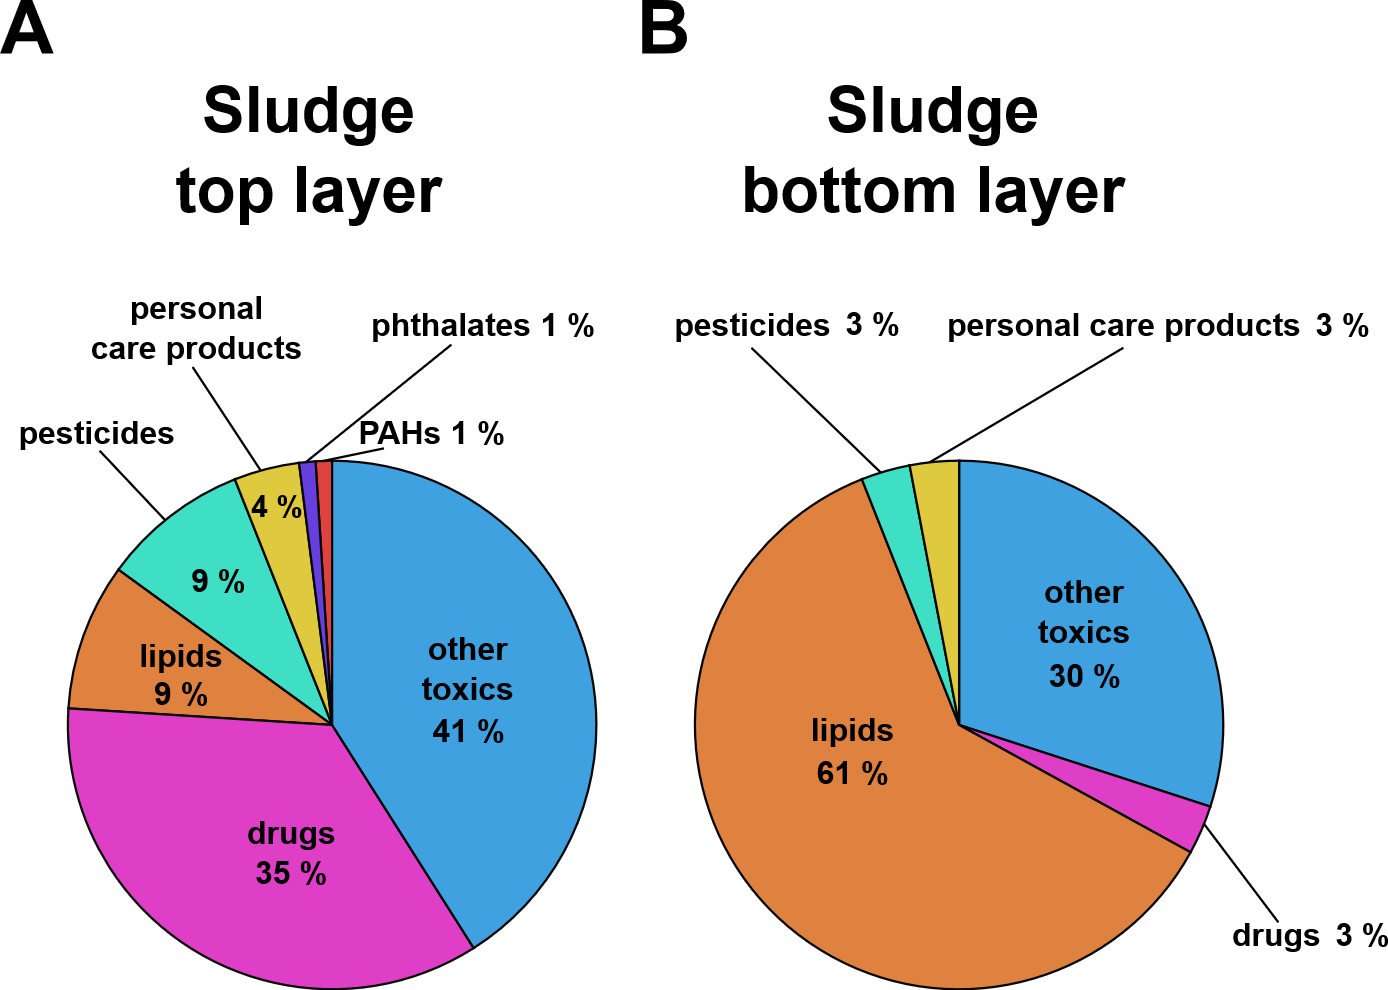 A
Sludge
top layer
personal
care products
phthalates 1 %
pesticides
PAHs 1 %
4 %
9 %
lipids
9 %
other
toxics
41 %
drugs
35 %
B
Sludge
bottom layer
pesticides 3 %
personal care products 3 %
other
toxics
30 %
lipids
61 %
drugs 3 %